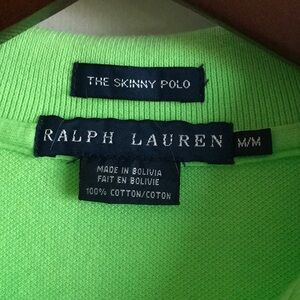 THE SKINNY POLO
RALPH LAUREN M/M
MADE IN BOLIVIA
FAIT EN BOLIVIE
100% COTTON/COTON